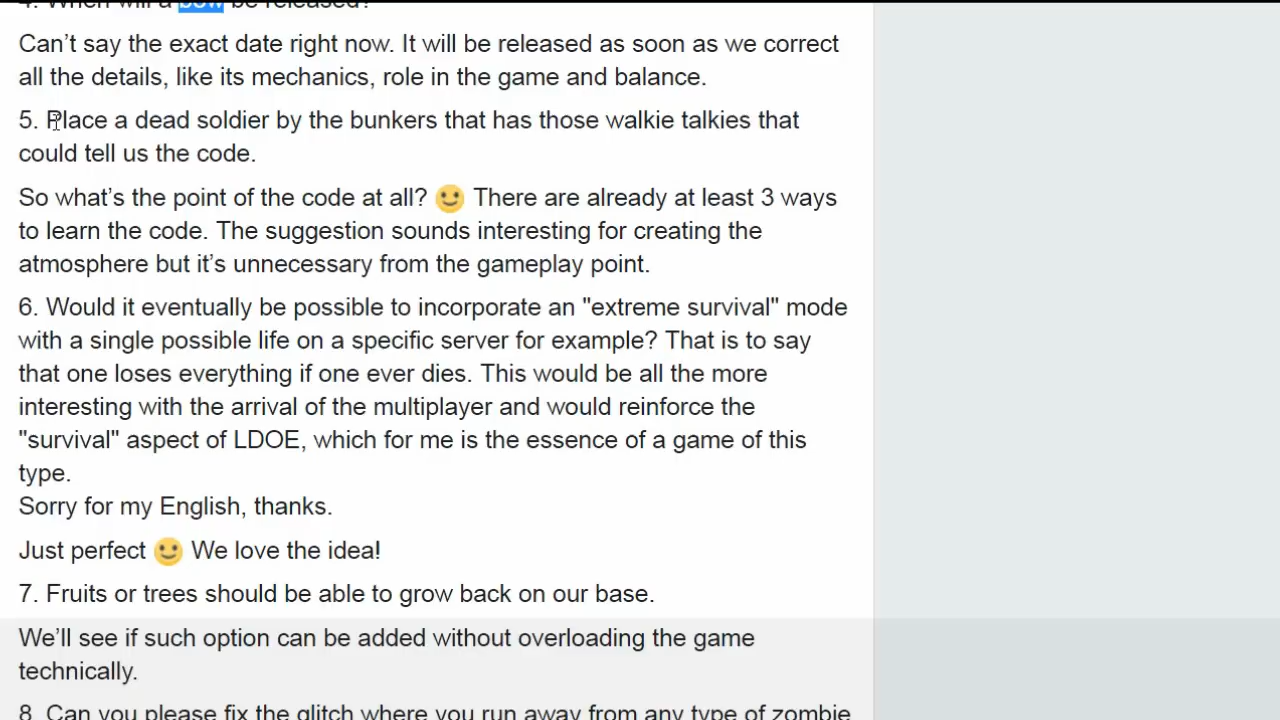 4. When will a bow be released?
Can’t say the exact date right now. It will be released as soon as we correct
all the details, like its mechanics, role in the game and balance.
5. Place a dead soldier by the bunkers that has those walkie talkies that
could tell us the code.
So what’s the point of the code at all? 🙂 There are already at least 3 ways
to learn the code. The suggestion sounds interesting for creating the
atmosphere but it’s unnecessary from the gameplay point.
6. Would it eventually be possible to incorporate an "extreme survival" mode
with a single possible life on a specific server for example? That is to say
that one loses everything if one ever dies. This would be all the more
interesting with the arrival of the multiplayer and would reinforce the
"survival" aspect of LDOE, which for me is the essence of a game of this
type.
Sorry for my English, thanks.
Just perfect 🙂 We love the idea!
7. Fruits or trees should be able to grow back on our base.
We’ll see if such option can be added without overloading the game
technically.
8. Can you please fix the glitch where you run away from any type of zombie